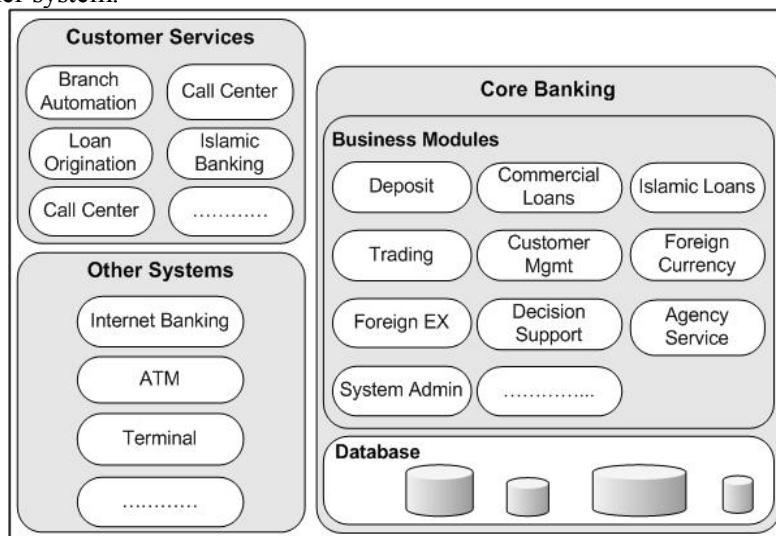 er system.
Customer Services
Branch
Automation
Call Center
Loan
Origination
Islamic
Banking
Call Center
…………
Other Systems
Internet Banking
ATM
Terminal
…………
Core Banking
Business Modules
Deposit
Commercial
Loans
Islamic Loans
Trading
Customer
Mgmt
Foreign
Currency
Foreign EX
Decision
Support
Agency
Service
System Admin
…………...
Database